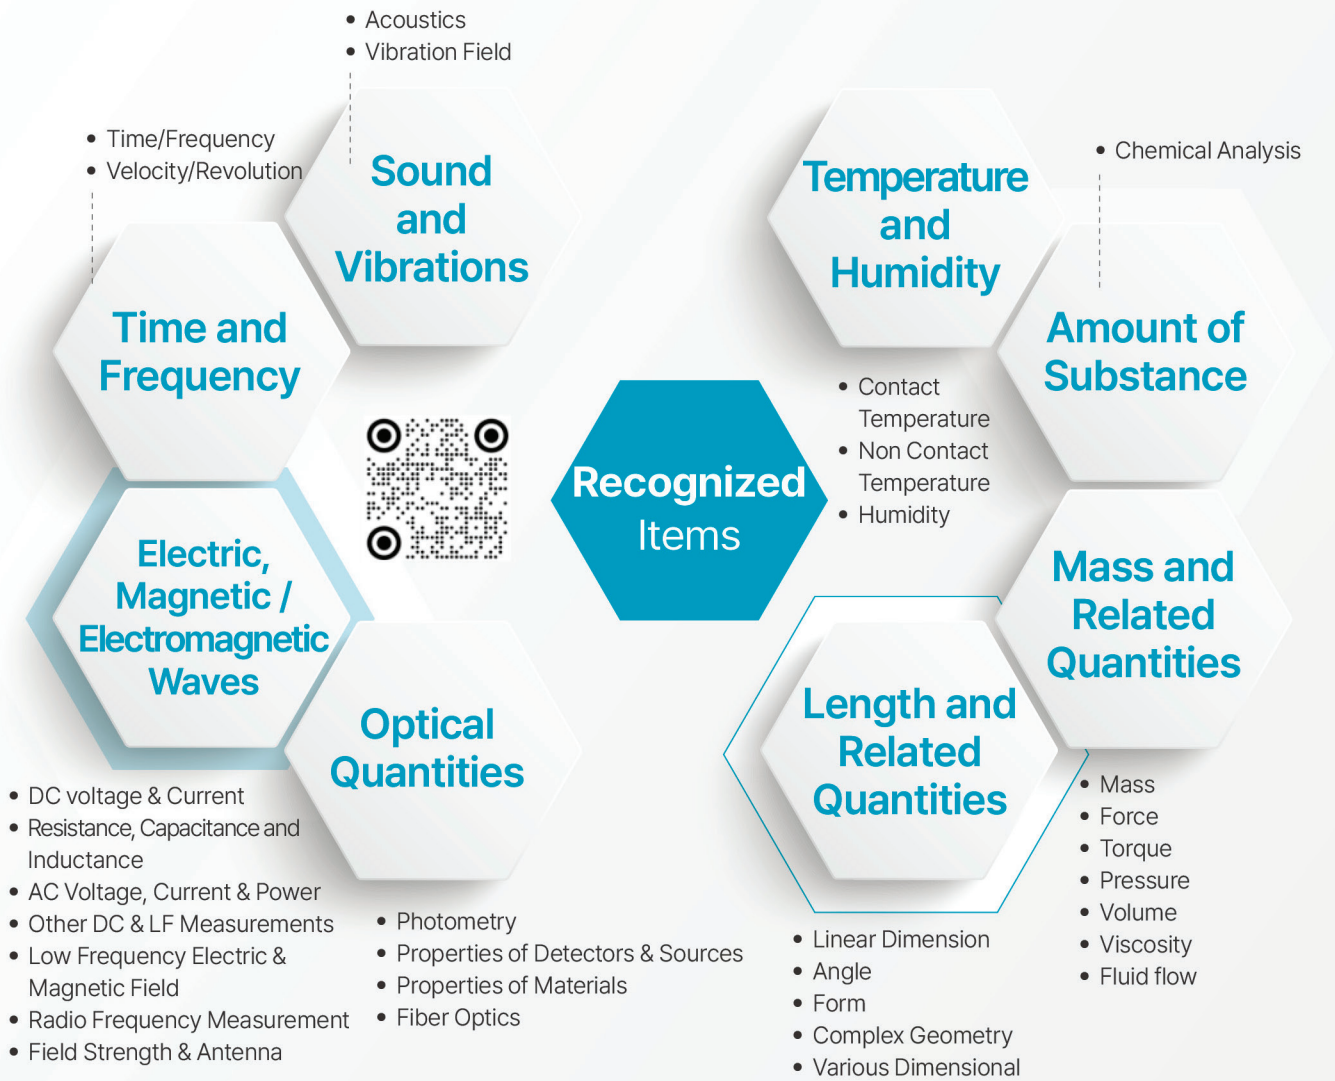 Acoustics
Vibration Field
Time/Frequency
Velocity/Revolution
Sound
and
Vibrations
Time and
Frequency
Electric,
Magnetic /
Electromagnetic
Waves
Optical
Quantities
DC voltage & Current
Resistance, Capacitance and
Inductance
AC Voltage, Current & Power
Other DC & LF Measurements
Low Frequency Electric &
Magnetic Field
Radio Frequency Measurement
Field Strength & Antenna
Photometry
Properties of Detectors & Sources
Properties of Materials
Fiber Optics
Recognized
Items
Temperature
and
Humidity
Chemical Analysis
Amount of
Substance
Contact
Temperature
Non Contact
Temperature
Humidity
Mass and
Related
Quantities
Length and
Related
Quantities
Mass
Force
Torque
Pressure
Volume
Viscosity
Fluid flow
Linear Dimension
Angle
Form
Complex Geometry
Various Dimensional